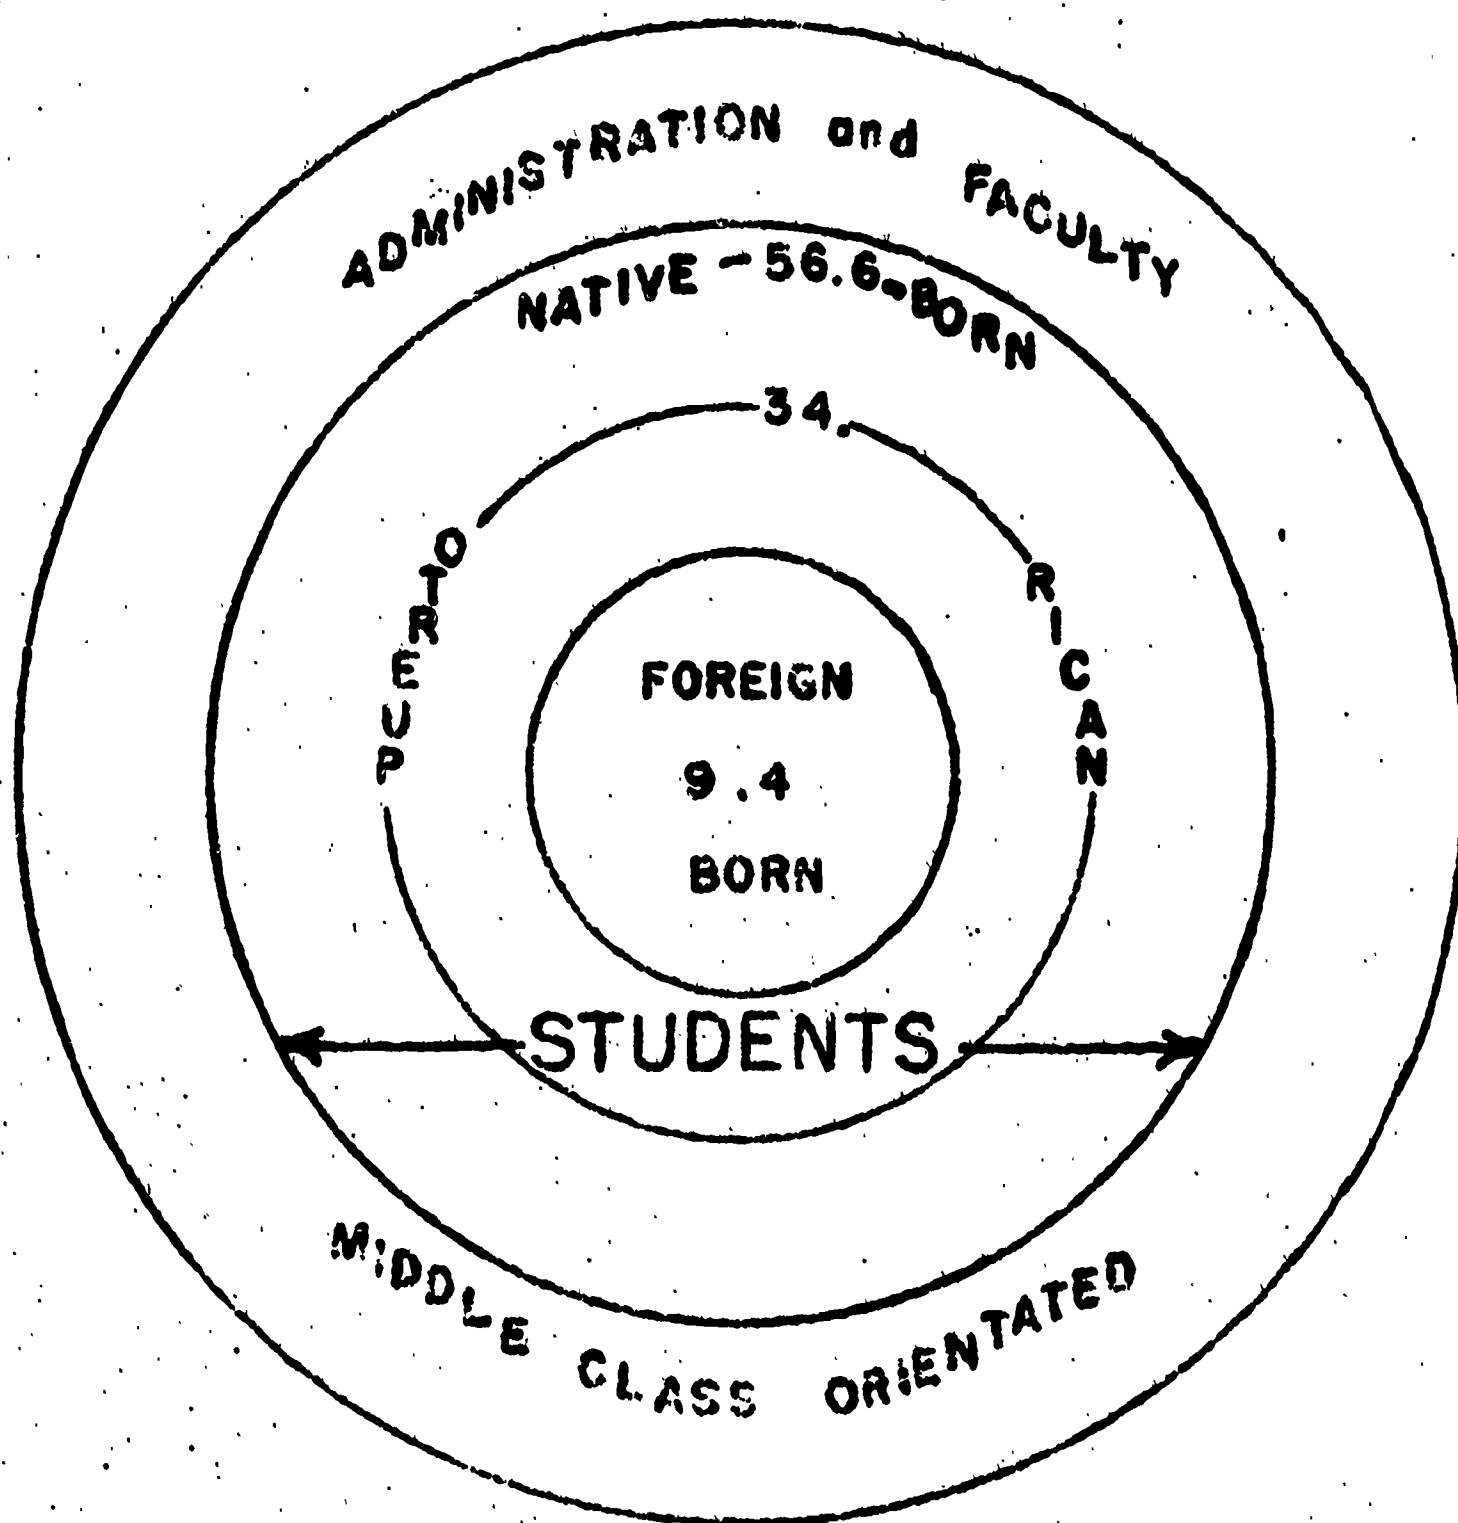 ADMINISTRATION and FACULTY
NATIVE - 56.6 - BORN
34.
PUERTO RICAN
FOREIGN
9.4
BORN
STUDENTS
MIDDLE CLASS ORIENTATED